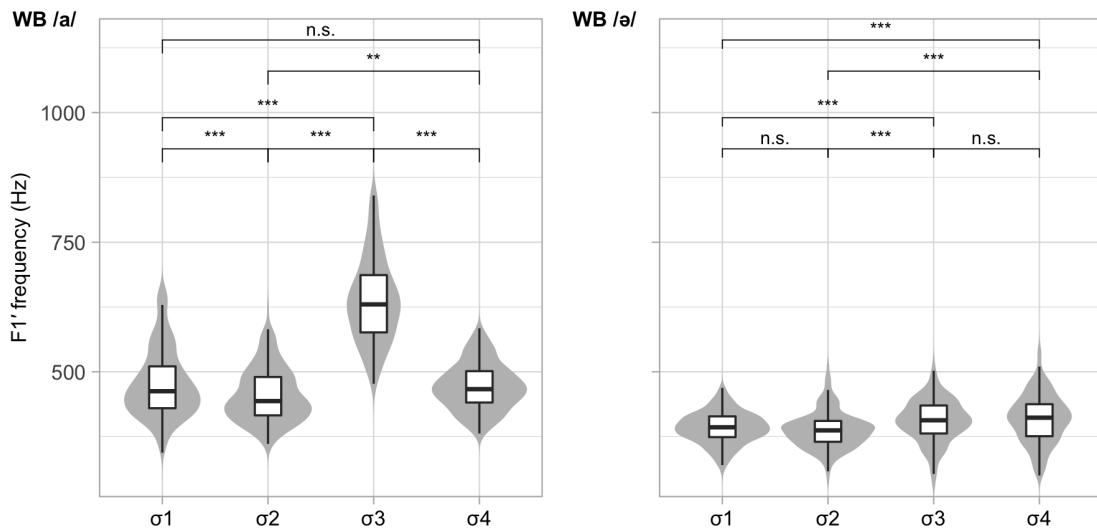 WB /a/
WB /ə/
F1′ frequency (Hz)
1000
750
500
n.s.
**
***
*** *** ***
σ1 σ2 σ3 σ4
***
***
***
n.s. *** n.s.
σ1 σ2 σ3 σ4